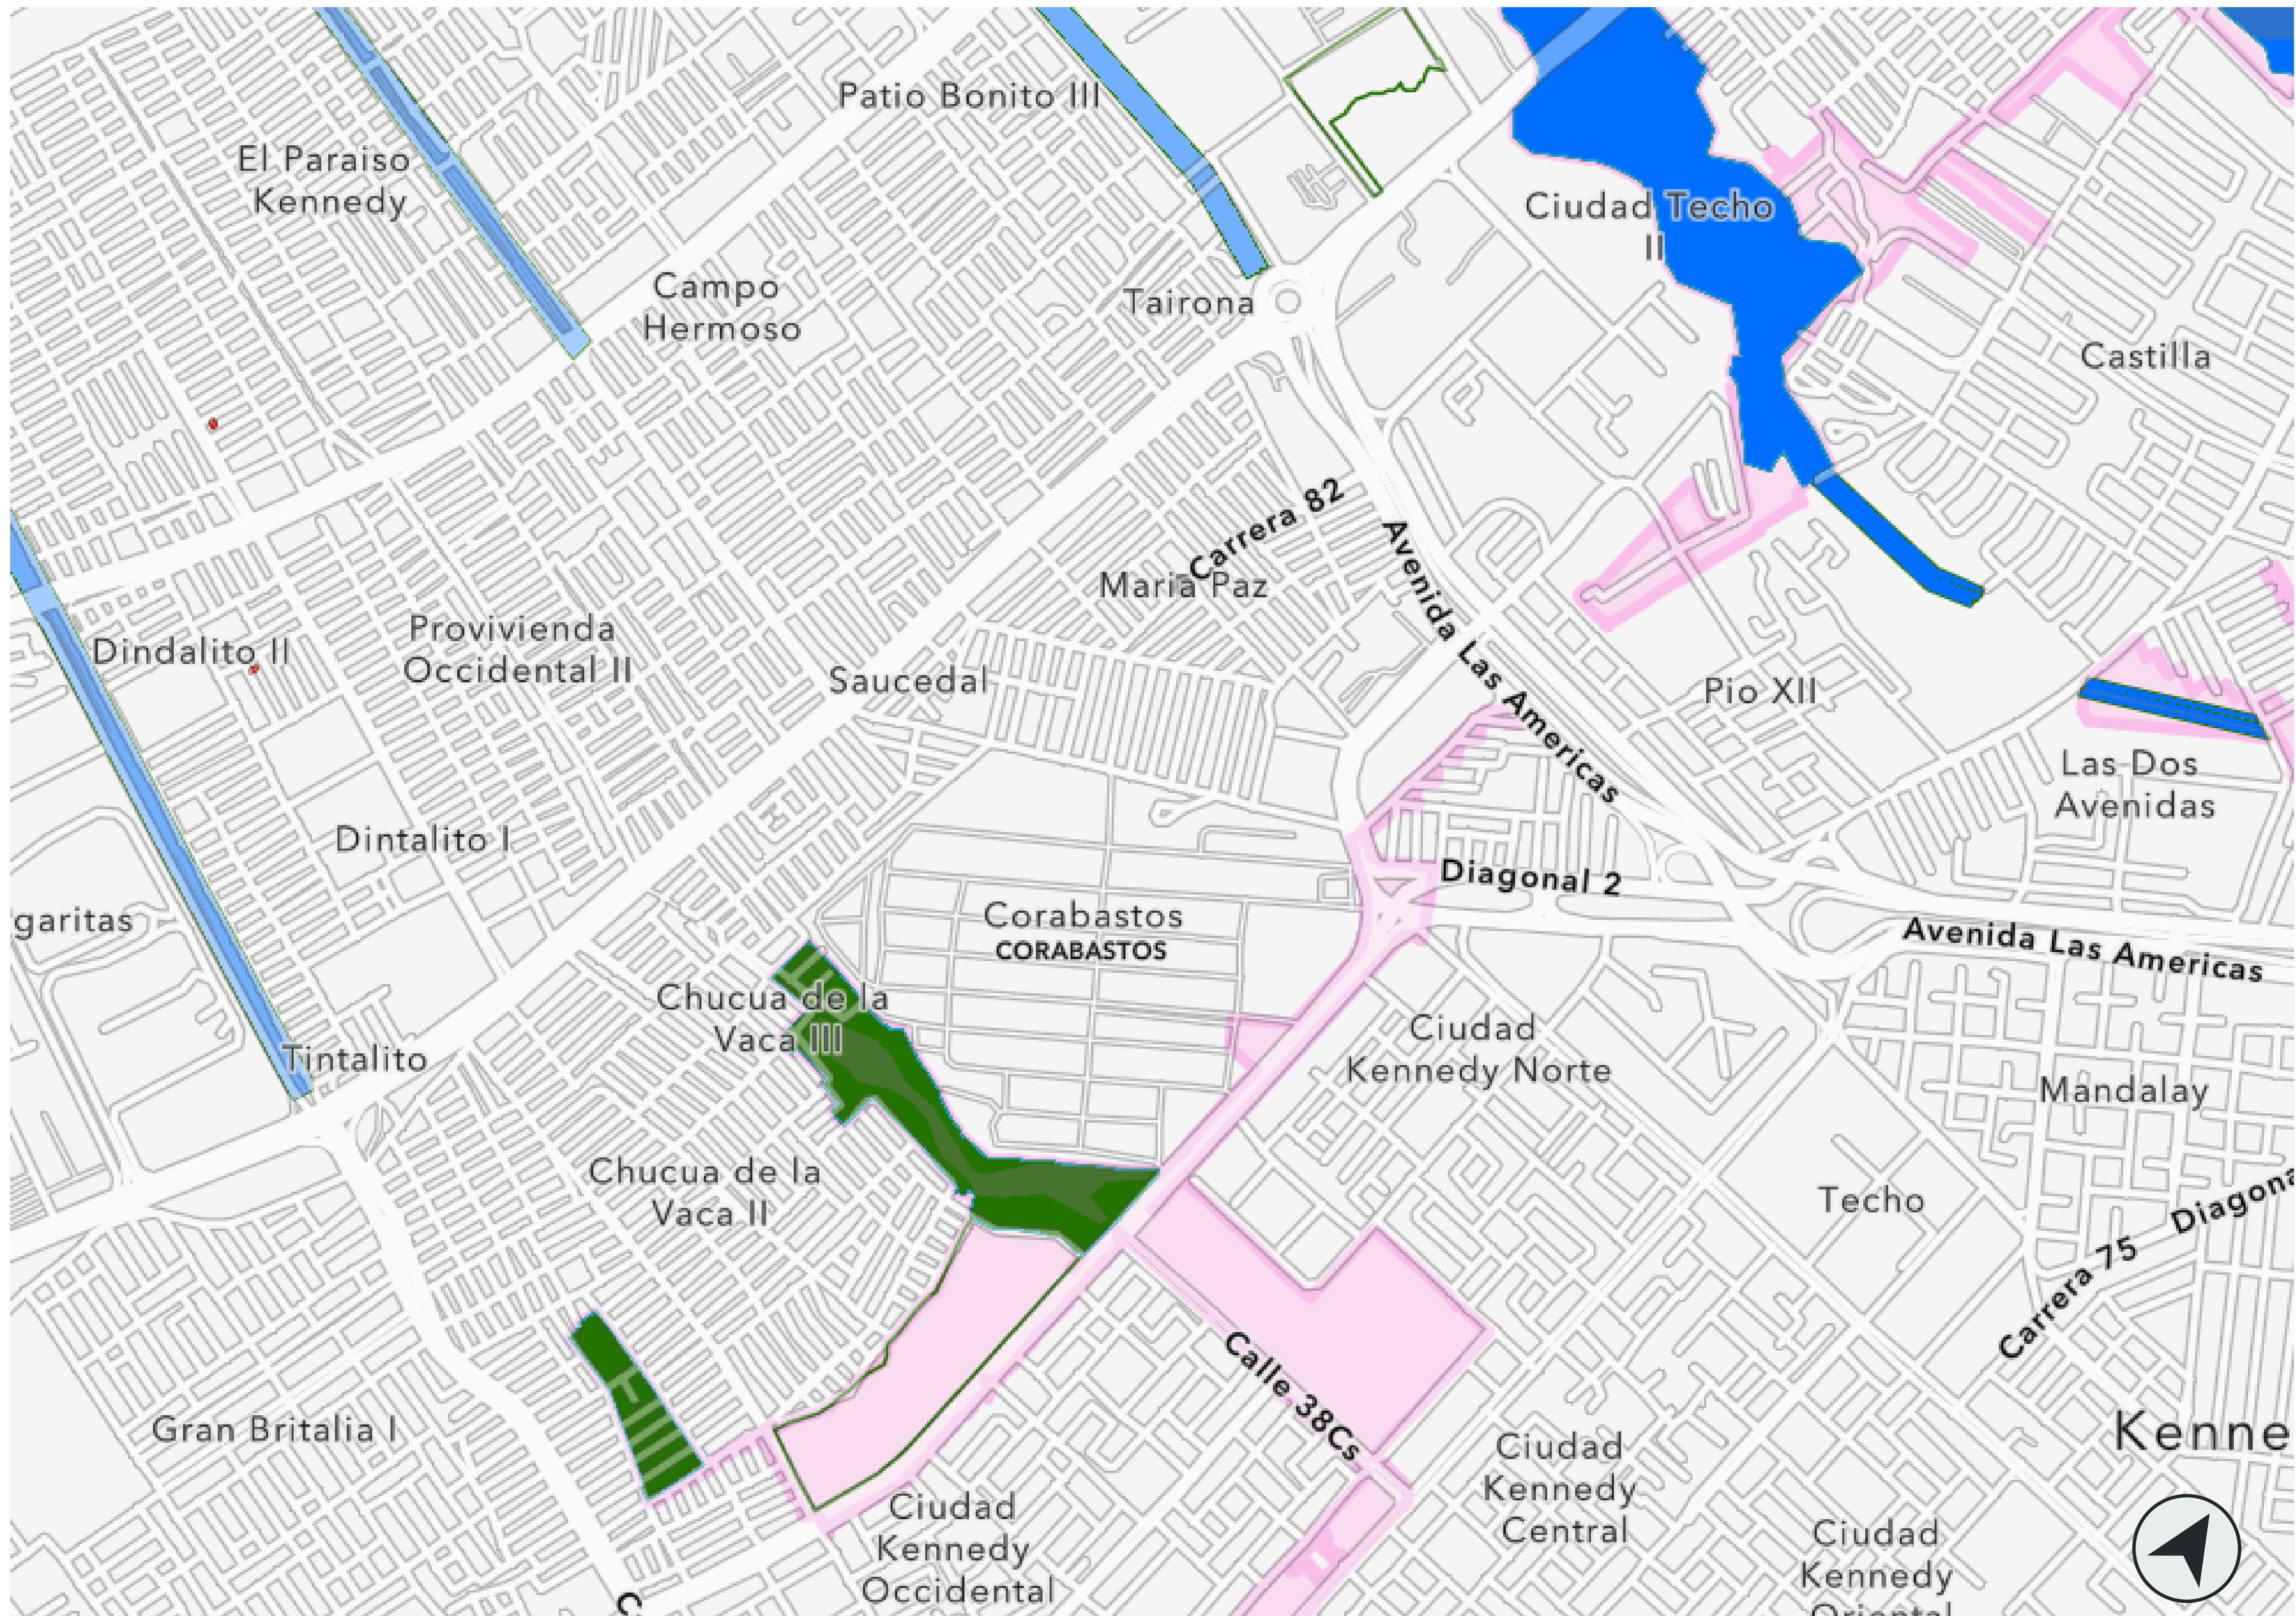 Patio Bonito III
El Paraiso
Kennedy
Ciudad Techo
II
Campo
Hermoso
Tairona
Castilla
Carrera 82
Maria Paz
Avenida Las Americas
Provivienda
Occidental II
Dindalito II
Saucedal
Pio XII
Las Dos
Avenidas
Dintalito I
Diagonal 2
garitas
Corabastos
CORABASTOS
Avenida Las Americas
Chucua de la
Vaca III
Ciudad
Kennedy Norte
Tintalito
Mandalay
Chucua de la
Vaca II
Techo
Diagona
Carrera 75
Calle 38Cs
Gran Britalia I
Kenne
Ciudad
Kennedy
Central
Ciudad
Kennedy
Occidental
Ciudad
Kennedy
Oriental
C